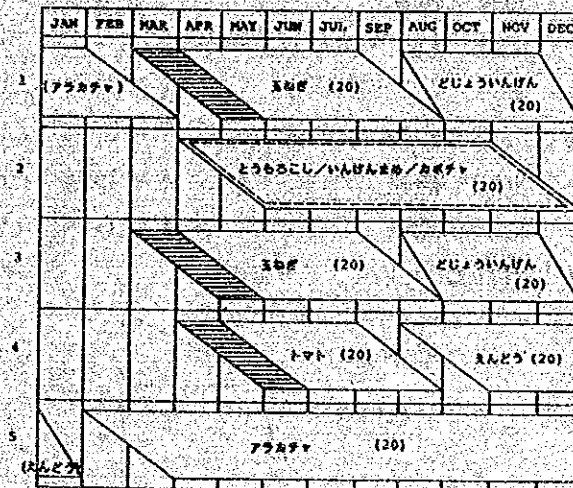 JAN FEB MAR APR MAY JUN JUL SEP AUG OCT NOV DEC
1
(アラカチャ)
玉ねぎ (20)
どじょういんげん
(20)
2
とうもろこし/いんげんまめ/カボチャ
(20)
3
玉ねぎ (20)
どじょういんげん
(20)
4
トマト (20)
えんどう (20)
5
(えんどう)
アラカチャ (20)